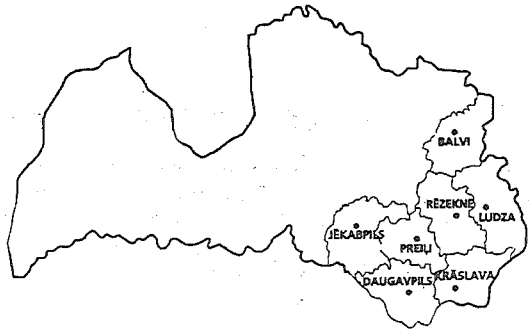 BALVI
RĒZEKNE
LUDZA
JĒKABPILS
PREIĻI
DAUGAVPILS
KRĀSLAVA